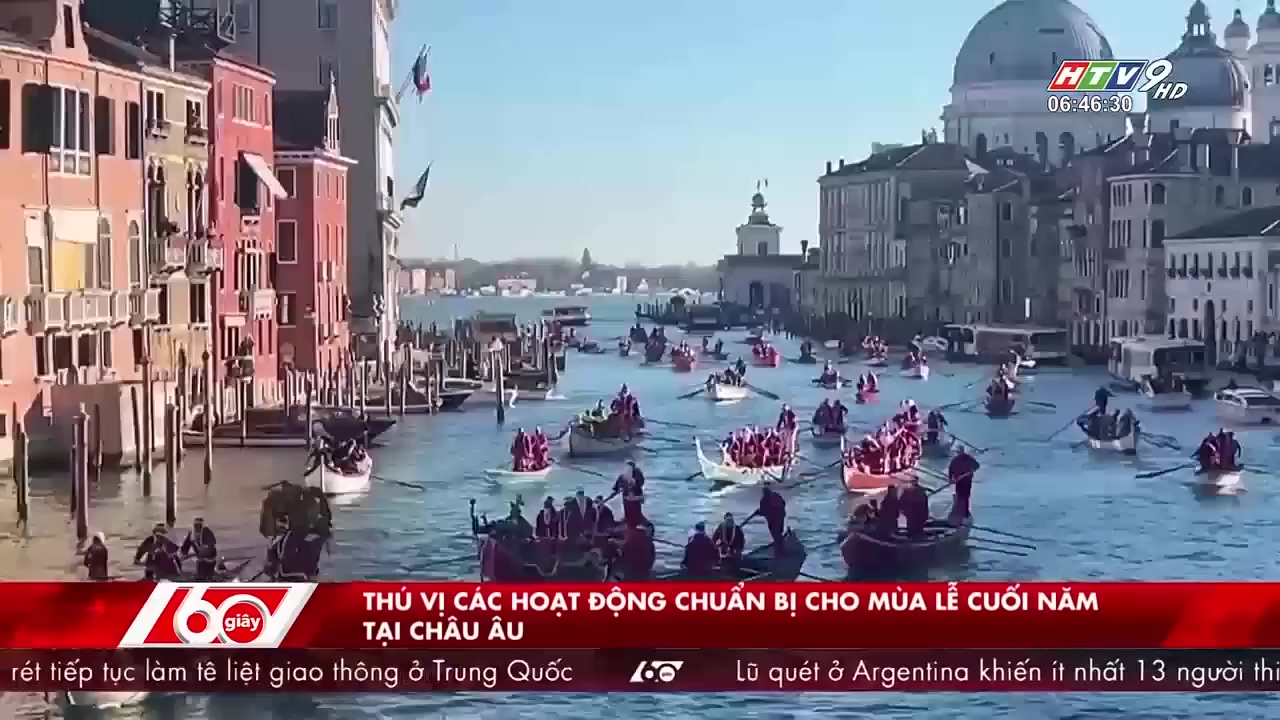 HTV9 HD
06:46:30
60 giây
THÚ VỊ CÁC HOẠT ĐỘNG CHUẨN BỊ CHO MÙA LỄ CUỐI NĂM
TẠI CHÂU ÂU
rét tiếp tục làm tê liệt giao thông ở Trung Quốc 60 giây Lũ quét ở Argentina khiến ít nhất 13 người